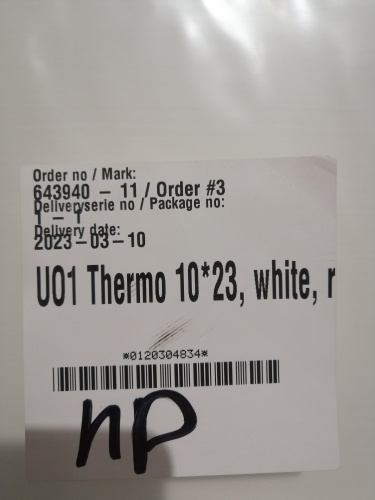 Order no / Mark:
643940 - 11 / Order #3
Deliveryserie no / Package no:
1 - 1
Delivery date:
2023-03-10
U01 Thermo 10*23, white, r
*0120304834*
np